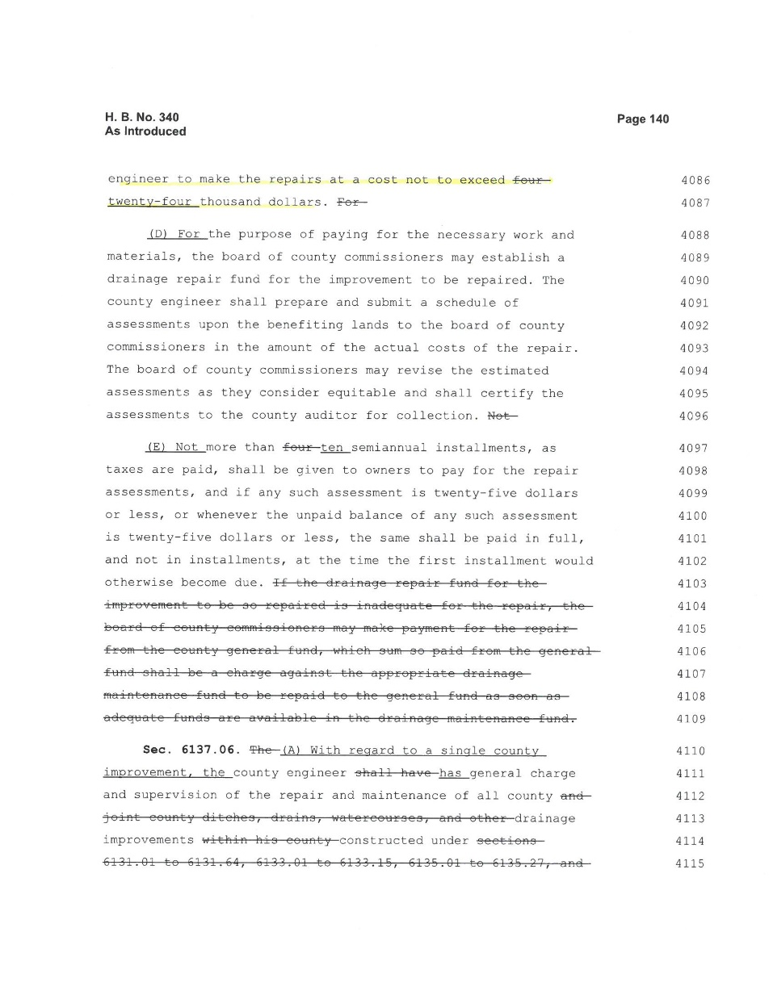 H. B. No. 340 Page 140
As Introduced
engineer to make the repairs at a cost not to exceed four 4086
twenty-four thousand dollars. For 4087
(D) For the purpose of paying for the necessary work and 4088
materials, the board of county commissioners may establish a 4089
drainage repair fund for the improvement to be repaired. The 4090
county engineer shall prepare and submit a schedule of 4091
assessments upon the benefiting lands to the board of county 4092
commissioners in the amount of the actual costs of the repair. 4093
The board of county commissioners may revise the estimated 4094
assessments as they consider equitable and shall certify the 4095
assessments to the county auditor for collection. Not 4096
(E) Not more than four ten semiannual installments, as 4097
taxes are paid, shall be given to owners to pay for the repair 4098
assessments, and if any such assessment is twenty-five dollars 4099
or less, or whenever the unpaid balance of any such assessment 4100
is twenty-five dollars or less, the same shall be paid in full, 4101
and not in installments, at the time the first installment would 4102
otherwise become due. If the drainage repair fund for the 4103
improvement to be so repaired is inadequate for the repair, the 4104
board of county commissioners may make payment for the repair 4105
from the county general fund, which sum so paid from the general 4106
fund shall be a charge against the appropriate drainage 4107
maintenance fund to be repaid to the general fund as soon as 4108
adequate funds are available in the drainage maintenance fund. 4109
Sec. 6137.06. The (A) With regard to a single county 4110
improvement, the county engineer shall have has general charge 4111
and supervision of the repair and maintenance of all county and 4112
joint county ditches, drains, watercourses, and other drainage 4113
improvements within his county constructed under sections 4114
6131.01 to 6131.64, 6133.01 to 6133.15, 6135.01 to 6135.27, and 4115